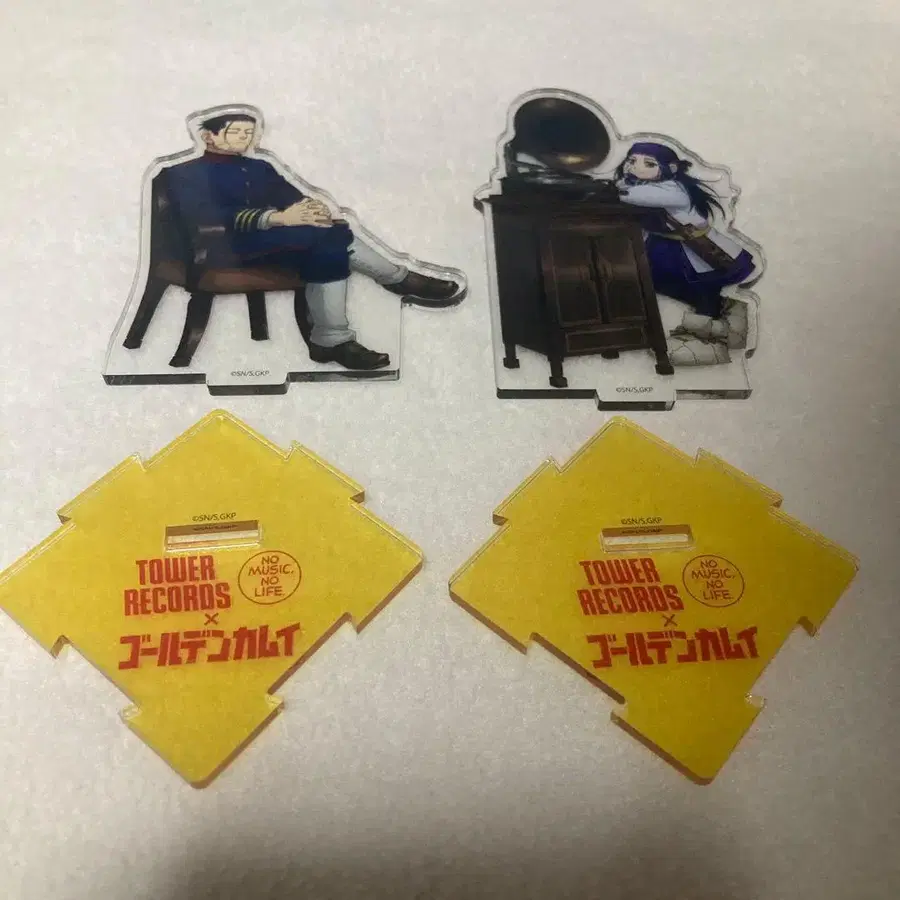 ©SN/S,GKP
©SN/S,GKP
©SN/S,GKP
TOWER
RECORDS
NO
MUSIC,
NO
LIFE.
×
ゴールデンカムイ
©SN/S,GKP
TOWER
RECORDS
NO
MUSIC,
NO
LIFE.
×
ゴールデンカムイ